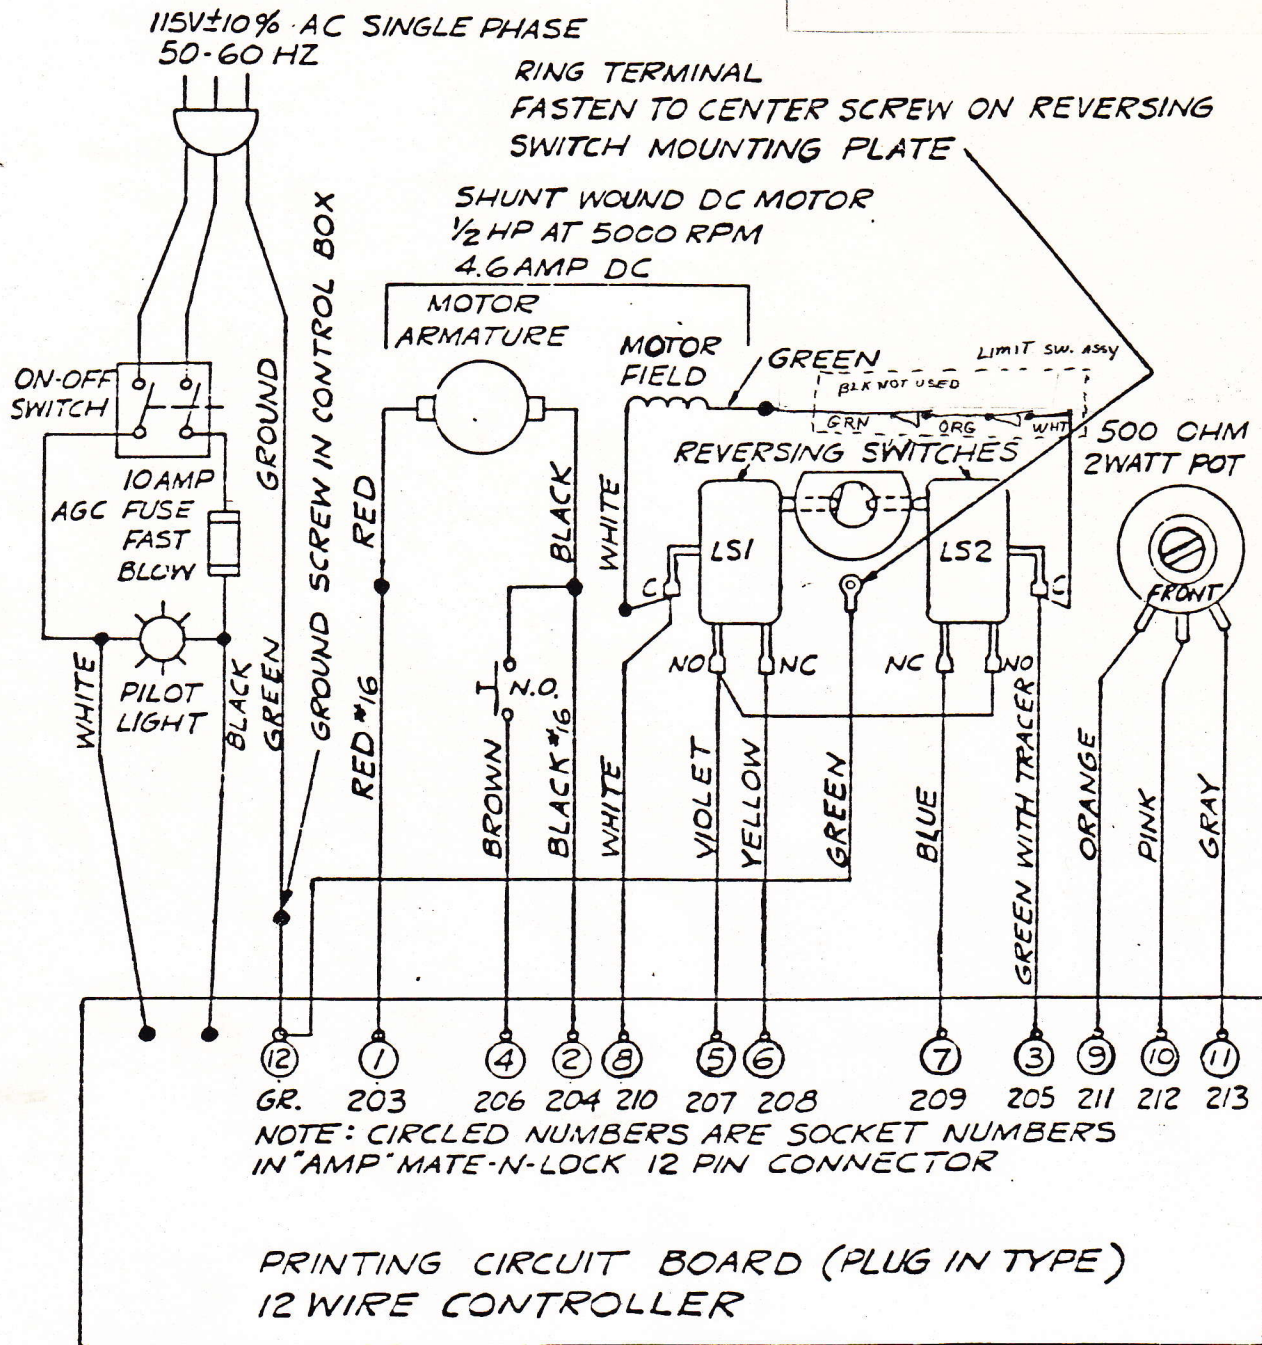 115V±10% AC SINGLE PHASE
50-60 HZ
RING TERMINAL
FASTEN TO CENTER SCREW ON REVERSING
SWITCH MOUNTING PLATE
SHUNT WOUND DC MOTOR
1/2 HP AT 5000 RPM
4.6 AMP DC
MOTOR
ARMATURE
MOTOR
FIELD
GREEN
LIMIT SW. ASSY
BLK NOT USED
GRN
ORG
WHT
ON-OFF
SWITCH
GROUND
GROUND SCREW IN CONTROL BOX
REVERSING SWITCHES
500 OHM
2WATT POT
10 AMP
AGC FUSE
FAST
BLOW
RED
BLACK
WHITE
C
LS1
LS2
C
FRONT
NO
NC
NC
NO
N.O.
PILOT
LIGHT
WHITE
BLACK
GREEN
RED #16
BROWN
BLACK #16
WHITE
VIOLET
YELLOW
GREEN
BLUE
GREEN WITH TRACER
ORANGE
PINK
GRAY
12 1 4 2 8 5 6 7 3 9 10 11
GR. 203 206 204 210 207 208 209 205 211 212 213
NOTE: CIRCLED NUMBERS ARE SOCKET NUMBERS
IN "AMP" MATE-N-LOCK 12 PIN CONNECTOR
PRINTING CIRCUIT BOARD (PLUG IN TYPE)
12 WIRE CONTROLLER